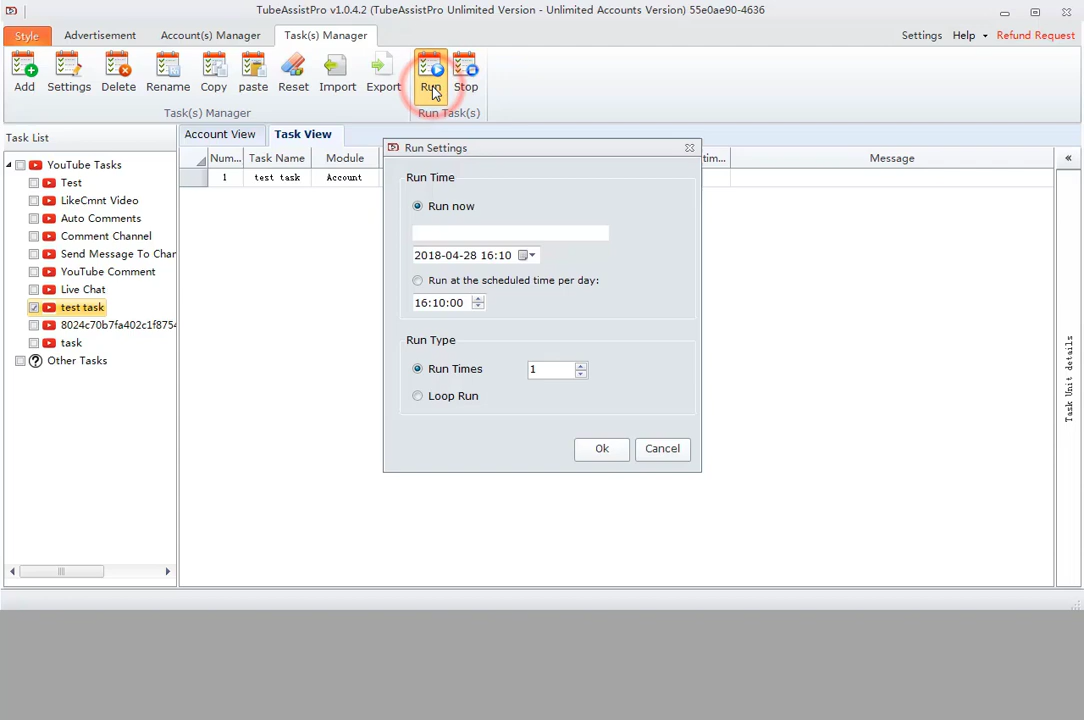 TubeAssistPro v1.0.4.2 (TubeAssistPro Unlimited Version - Unlimited Accounts Version) 55e0ae90-4636
Style Advertisement Account(s) Manager Task(s) Manager Settings Help Refund Request
Add Settings Delete Rename Copy paste Reset Import Export Run Stop
Task(s) Manager Run Task(s)
Task List
YouTube Tasks
Test
LikeCmnt Video
Auto Comments
Comment Channel
Send Message To Char
YouTube Comment
Live Chat
test task
8024c70b7fa402c1f8754
task
Other Tasks
Account View Task View
Num... Task Name Module tim... Message
1 test task Account
Run Settings
Run Time
Run now
2018-04-28 16:10
Run at the scheduled time per day:
16:10:00
Run Type
Run Times 1
Loop Run
Ok Cancel
«
Task Unit details